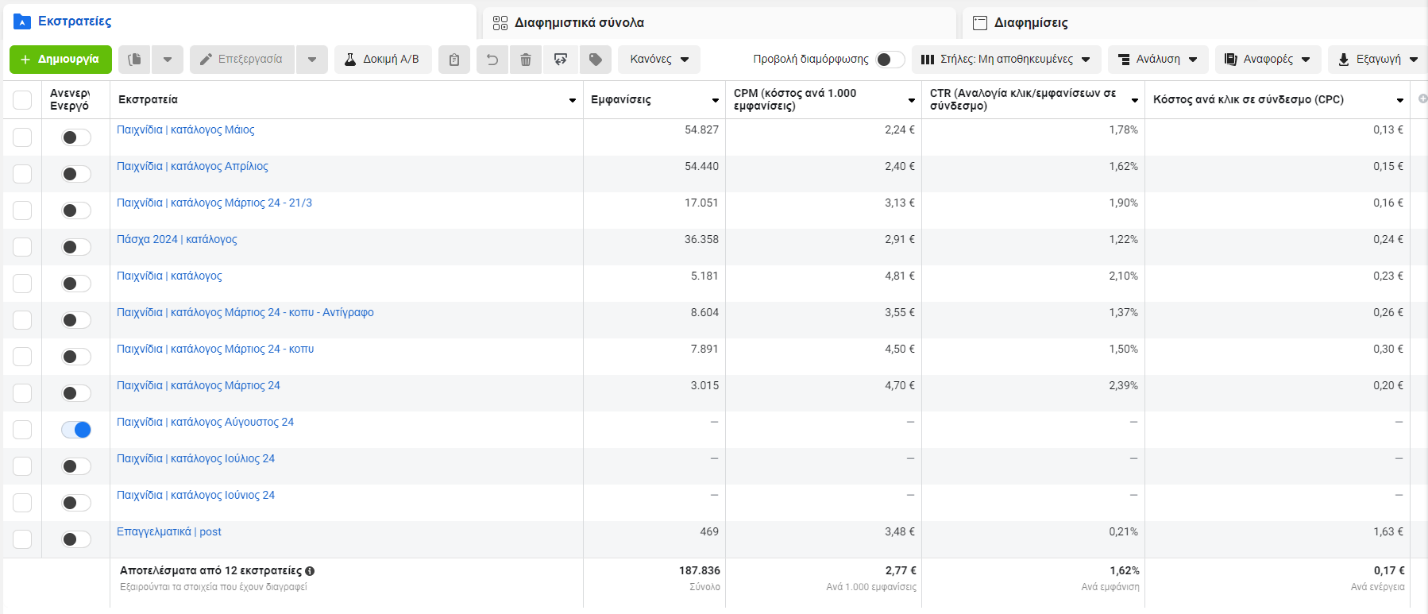 Εκστρατείες
Διαφημιστικά σύνολα
Διαφημίσεις
+ Δημιουργία
Επεξεργασία
Δοκιμή A/B
Κανόνες
Προβολή διαμόρφωσης
Στήλες: Μη αποθηκευμένες
Ανάλυση
Αναφορές
Εξαγωγή
Ανενεργ
Ενεργό
Εκστρατεία
Εμφανίσεις
CPM (κόστος ανά 1.000
εμφανίσεις)
CTR (Αναλογία κλικ/εμφανίσεων σε
σύνδεσμο)
Κόστος ανά κλικ σε σύνδεσμο (CPC)
Παιχνίδια | κατάλογος Μάιος 54.827 2,24 € 1,78% 0,13 €
Παιχνίδια | κατάλογος Απρίλιος 54.440 2,40 € 1,62% 0,15 €
Παιχνίδια | κατάλογος Μάρτιος 24 - 21/3 17.051 3,13 € 1,90% 0,16 €
Πάσχα 2024 | κατάλογος 36.358 2,91 € 1,22% 0,24 €
Παιχνίδια | κατάλογος 5.181 4,81 € 2,10% 0,23 €
Παιχνίδια | κατάλογος Μάρτιος 24 - κοπυ - Αντίγραφο 8.604 3,55 € 1,37% 0,26 €
Παιχνίδια | κατάλογος Μάρτιος 24 - κοπυ 7.891 4,50 € 1,50% 0,30 €
Παιχνίδια | κατάλογος Μάρτιος 24 3.015 4,70 € 2,39% 0,20 €
Παιχνίδια | κατάλογος Αύγουστος 24 — — — —
Παιχνίδια | κατάλογος Ιούλιος 24 — — — —
Παιχνίδια | κατάλογος Ιούνιος 24 — — — —
Επαγγελματικά | post 469 3,48 € 0,21% 1,63 €
Αποτελέσματα από 12 εκστρατείες 187.836 2,77 € 1,62% 0,17 €
Εξαιρούνται τα στοιχεία που έχουν διαγραφεί Σύνολο Ανά 1.000 εμφανίσεις Ανά εμφάνιση Ανά ενέργεια